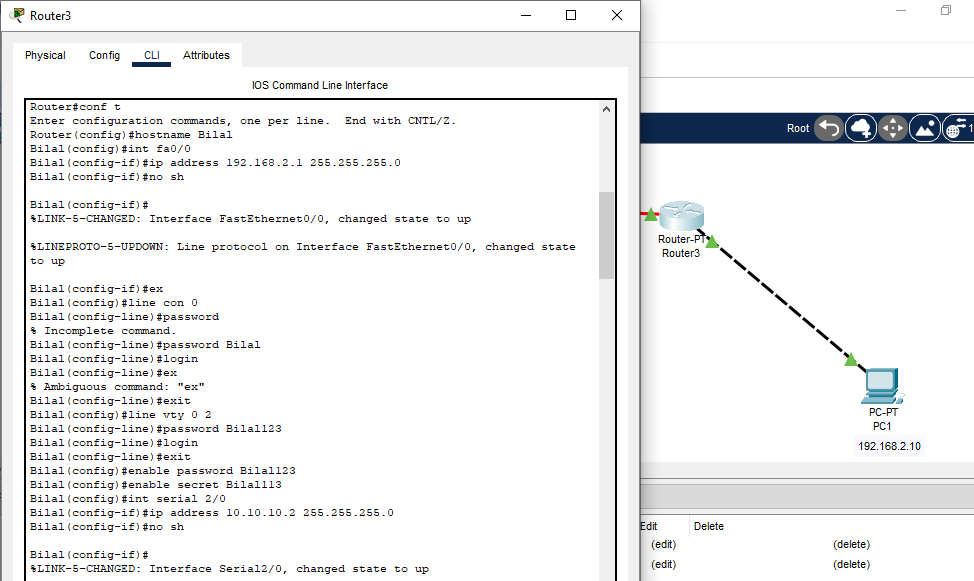 Router3
Physical
Config
CLI
Attributes
IOS Command Line Interface
Router#conf t
Enter configuration commands, one per line.  End with CNTL/Z.
Router(config)#hostname Bilal
Bilal(config)#int fa0/0
Bilal(config-if)#ip address 192.168.2.1 255.255.255.0
Bilal(config-if)#no sh
Bilal(config-if)#
%LINK-5-CHANGED: Interface FastEthernet0/0, changed state to up
%LINEPROTO-5-UPDOWN: Line protocol on Interface FastEthernet0/0, changed state
to up
Bilal(config-if)#ex
Bilal(config)#line con 0
Bilal(config-line)#password
% Incomplete command.
Bilal(config-line)#password Bilal
Bilal(config-line)#login
Bilal(config-line)#ex
% Ambiguous command: "ex"
Bilal(config-line)#exit
Bilal(config)#line vty 0 2
Bilal(config-line)#password Bilal123
Bilal(config-line)#login
Bilal(config-line)#exit
Bilal(config)#enable password Bilal123
Bilal(config)#enable secret Bilal113
Bilal(config)#int serial 2/0
Bilal(config-if)#ip address 10.10.10.2 255.255.255.0
Bilal(config-if)#no sh
Bilal(config-if)#
%LINK-5-CHANGED: Interface Serial2/0, changed state to up
Root
1
Router-PT
Router3
PC-PT
PC1
192.168.2.10
Edit
Delete
(edit)
(delete)
(edit)
(delete)